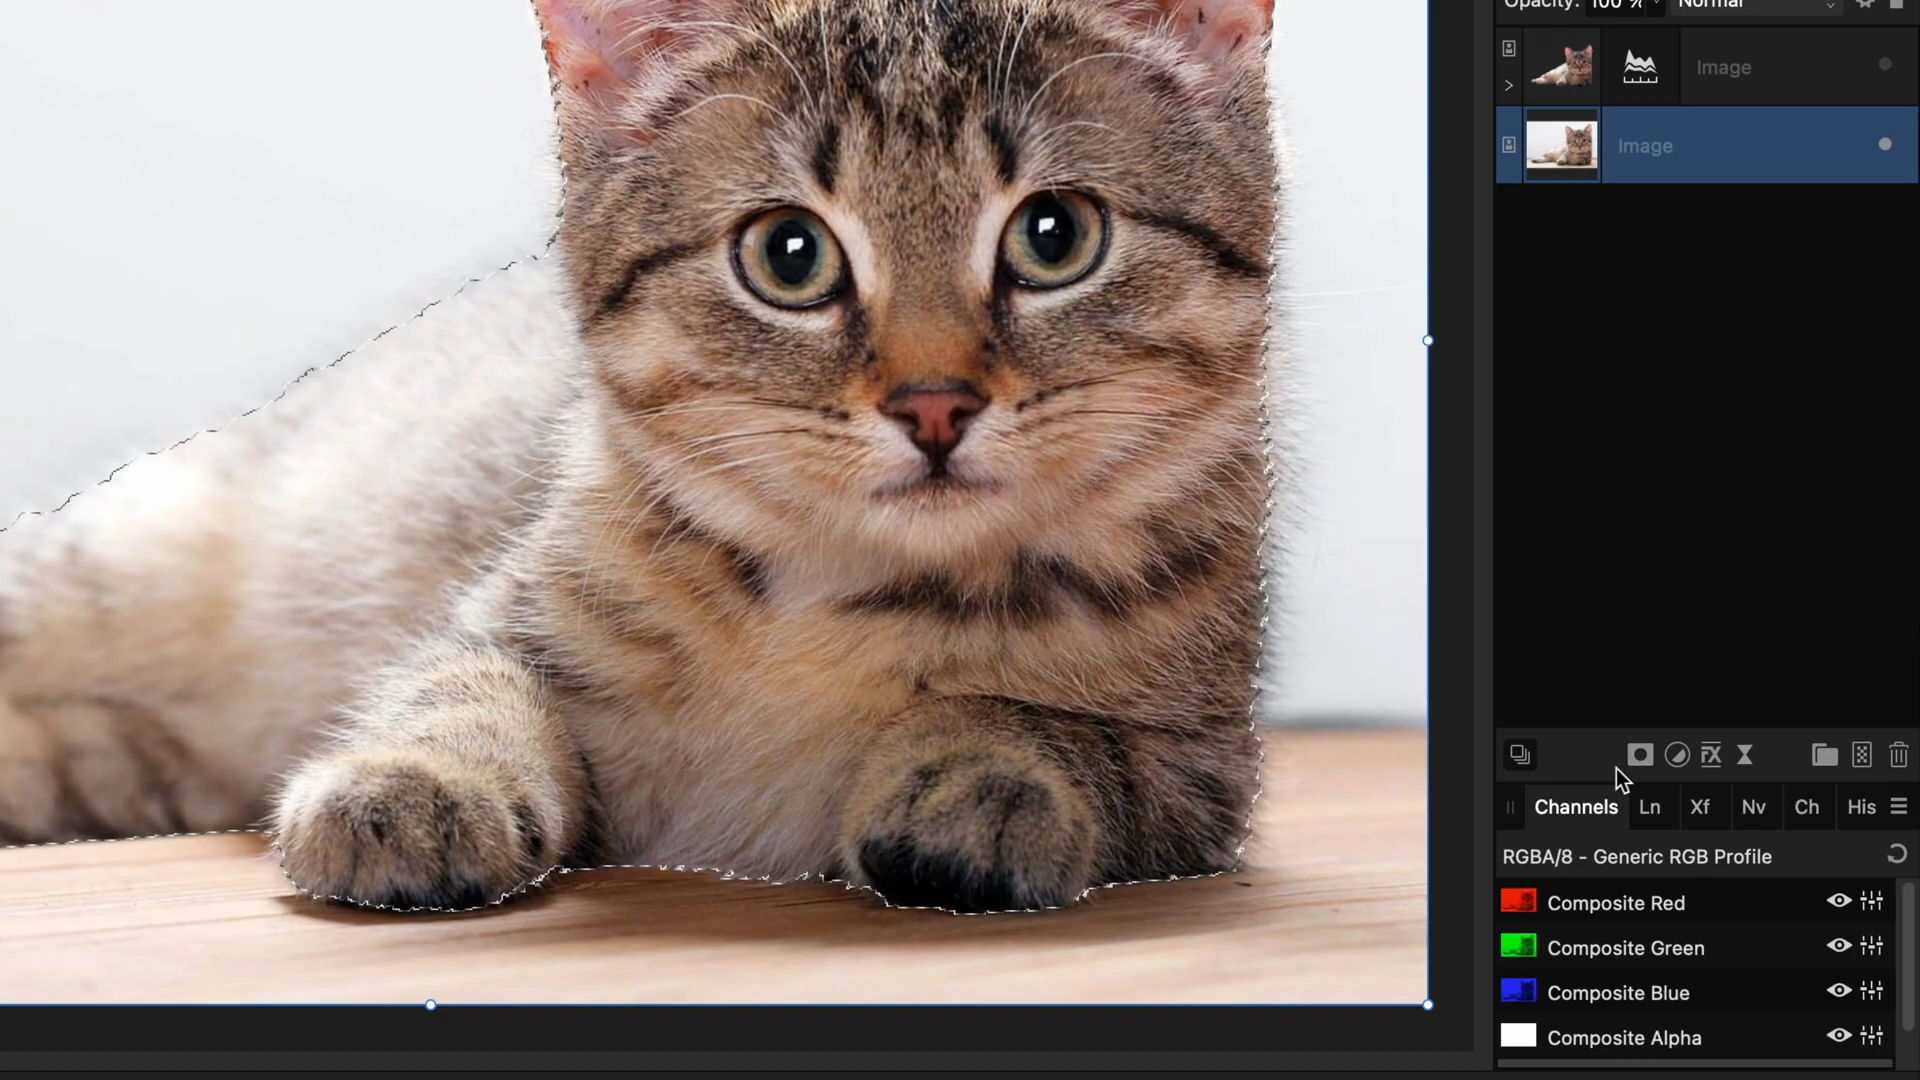 Opacity: 100 % Normal
Image
Image
FX
Channels Ln Xf Nv Ch His
RGBA/8 - Generic RGB Profile
Composite Red
Composite Green
Composite Blue
Composite Alpha